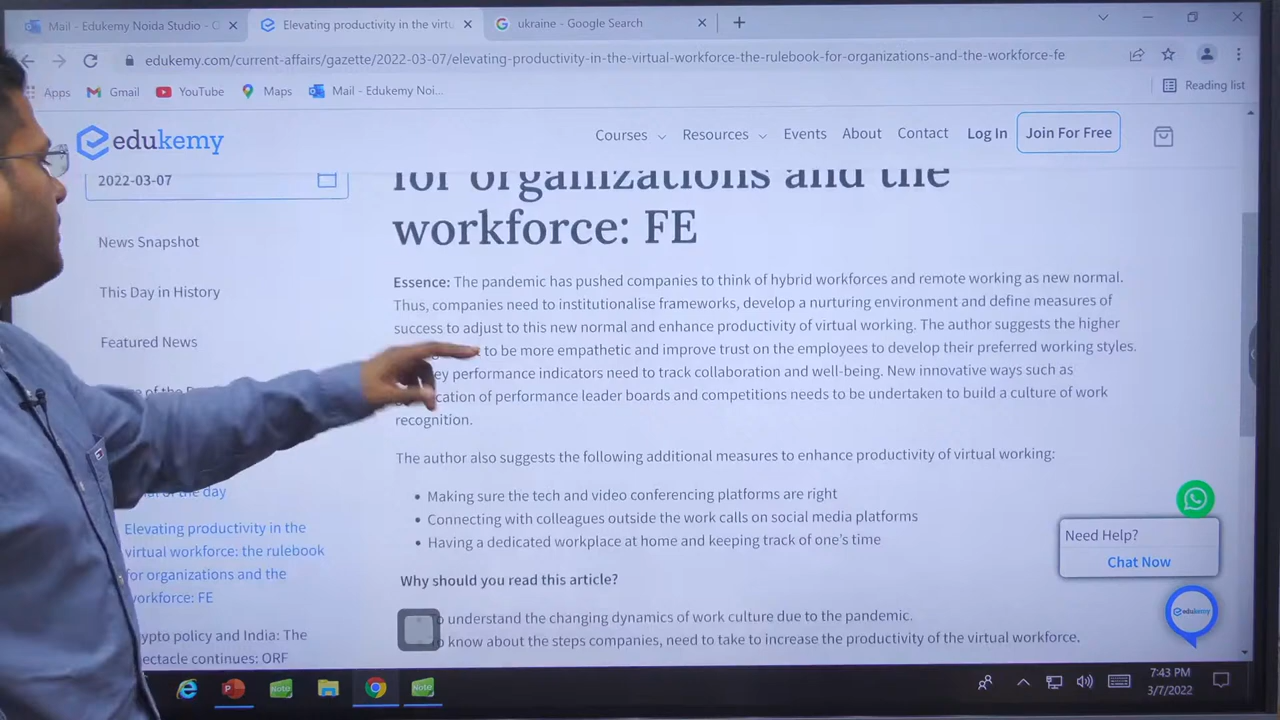 Mail - Edukemy Noida Studio - C
Elevating productivity in the virtu
ukraine - Google Search
edukemy.com/current-affairs/gazette/2022-03-07/elevating-productivity-in-the-virtual-workforce-the-rulebook-for-organizations-and-the-workforce-fe
Apps
Gmail
YouTube
Maps
Mail - Edukemy Noi...
Reading list
edukemy
Courses
Resources
Events
About
Contact
Log In
Join For Free
2022-03-07
News Snapshot
This Day in History
Featured News
of the
of the day
Elevating productivity in the
virtual workforce: the rulebook
for organizations and the
workforce: FE
policy and India: The
continues: ORF
for organizations and the
workforce: FE
Essence: The pandemic has pushed companies to think of hybrid workforces and remote working as new normal.
Thus, companies need to institutionalise frameworks, develop a nurturing environment and define measures of
success to adjust to this new normal and enhance productivity of virtual working. The author suggests the higher
to be more empathetic and improve trust on the employees to develop their preferred working styles.
performance indicators need to track collaboration and well-being. New innovative ways such as
of performance leader boards and competitions needs to be undertaken to build a culture of work
recognition.
The author also suggests the following additional measures to enhance productivity of virtual working:
• Making sure the tech and video conferencing platforms are right
• Connecting with colleagues outside the work calls on social media platforms
• Having a dedicated workplace at home and keeping track of one's time
Why should you read this article?
understand the changing dynamics of work culture due to the pandemic.
know about the steps companies, need to take to increase the productivity of the virtual workforce.
Need Help?
Chat Now
edukemy
Note
Note
7:43 PM
3/7/2022